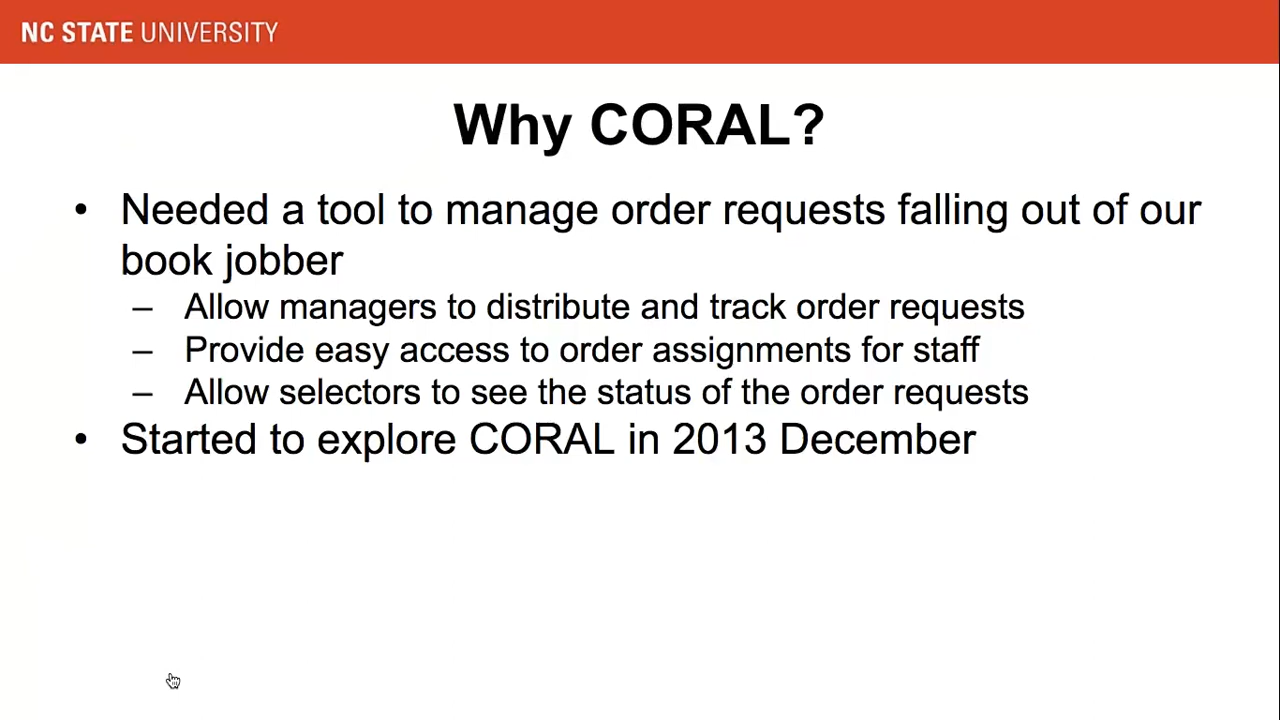 NC STATE UNIVERSITY
Why CORAL?
• Needed a tool to manage order requests falling out of our
book jobber
– Allow managers to distribute and track order requests
– Provide easy access to order assignments for staff
– Allow selectors to see the status of the order requests
• Started to explore CORAL in 2013 December